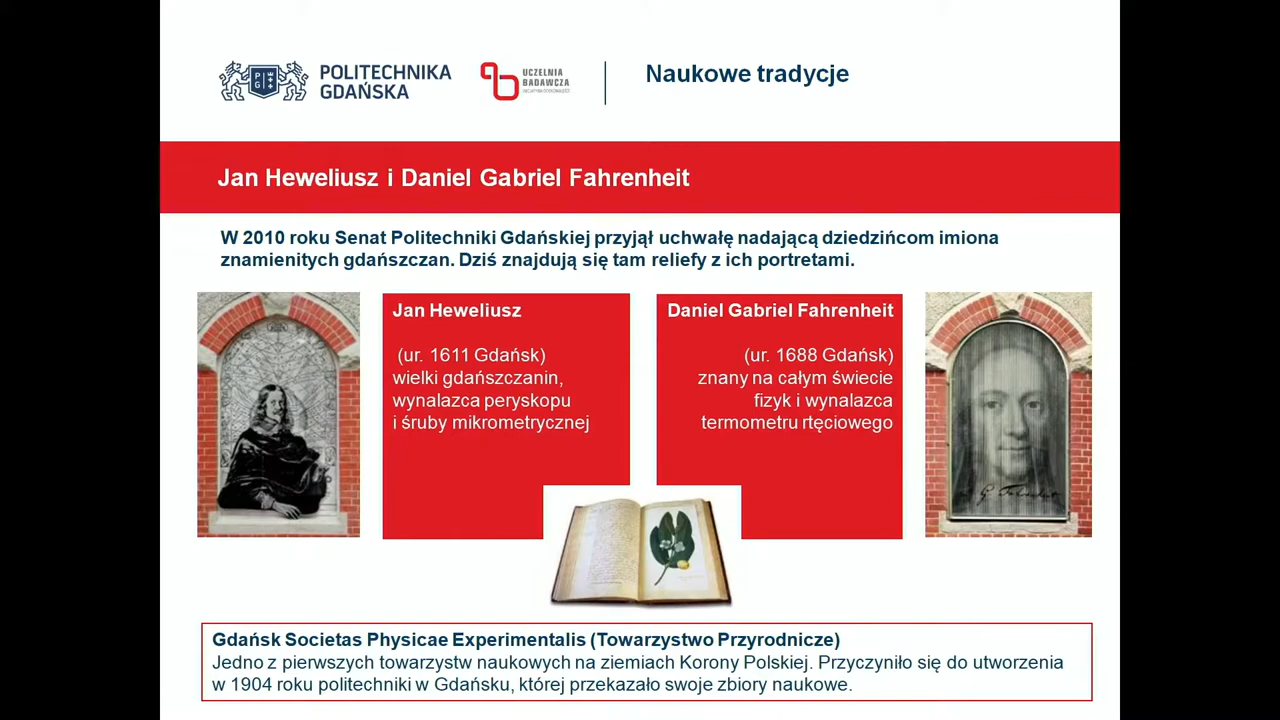 POLITECHNIKA
GDAŃSKA
UCZELNIA
BADAWCZA
Naukowe tradycje
Jan Heweliusz i Daniel Gabriel Fahrenheit
W 2010 roku Senat Politechniki Gdańskiej przyjął uchwałę nadającą dziedzińcom imiona
znamienitych gdańszczan. Dziś znajdują się tam reliefy z ich portretami.
Jan Heweliusz
(ur. 1611 Gdańsk)
wielki gdańszczanin,
wynalazca peryskopu
i śruby mikrometrycznej
Daniel Gabriel Fahrenheit
(ur. 1688 Gdańsk)
znany na całym świecie
fizyk i wynalazca
termometru rtęciowego
Gdańsk Societas Physicae Experimentalis (Towarzystwo Przyrodnicze)
Jedno z pierwszych towarzystw naukowych na ziemiach Korony Polskiej. Przyczyniło się do utworzenia
w 1904 roku politechniki w Gdańsku, której przekazało swoje zbiory naukowe.